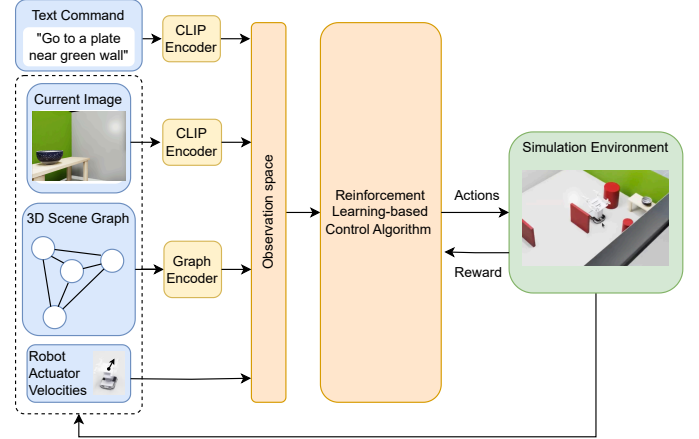 Text Command
"Go to a plate
near green wall"
CLIP
Encoder
Current Image
CLIP
Encoder
3D Scene Graph
Graph
Encoder
Robot
Actuator
Velocities
Observation space
Reinforcement
Learning-based
Control Algorithm
Actions
Reward
Simulation Environment